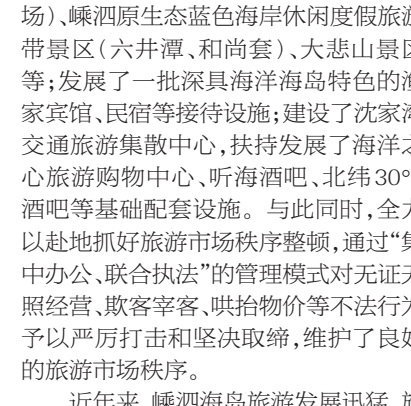 场)、嵊泗原生态蓝色海岸休闲度假旅游
带景区(六井潭、和尚套)、大悲山景区
等;发展了一批深具海洋海岛特色的渔
家宾馆、民宿等接待设施;建设了沈家湾
交通旅游集散中心,扶持发展了海洋之
心旅游购物中心、听海酒吧、北纬30°
酒吧等基础配套设施。与此同时,全力
以赴地抓好旅游市场秩序整顿,通过“集
中办公、联合执法”的管理模式对无证无
照经营、欺客宰客、哄抬物价等不法行为
予以严厉打击和坚决取缔,维护了良好
的旅游市场秩序。
近年来,嵊泗海岛旅游发展迅猛,旅